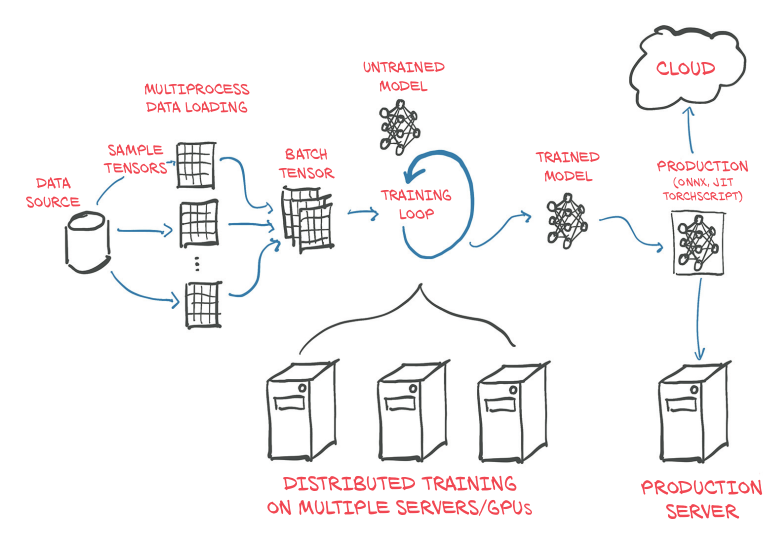 UNTRAINED
MODEL
CLOUD
MULTIPROCESS
DATA LOADING
SAMPLE
TENSORS
BATCH
TENSOR
TRAINED
MODEL
PRODUCTION
(ONNX, JIT
TORCHSCRIPT)
DATA
SOURCE
TRAINING
LOOP
DISTRIBUTED TRAINING
ON MULTIPLE SERVERS/GPUs
PRODUCTION
SERVER